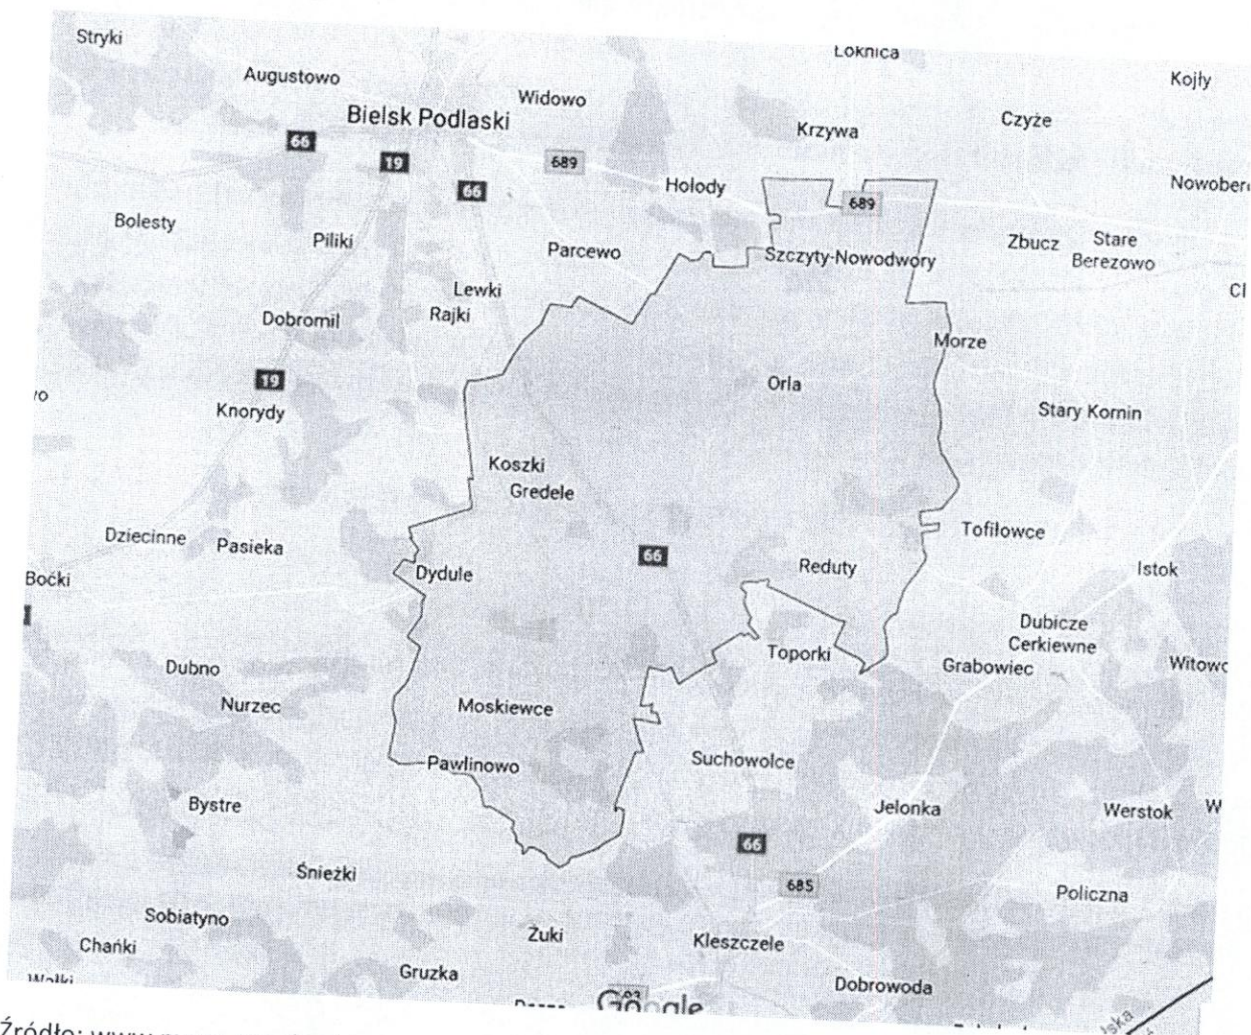 Stryki
Łoknica
Augustowo
Kojły
Widowo
Bielsk Podlaski
Czyże
Krzywa
66
19
689
66
Hołody
689
Bolesty
Piliki
Parcewo
Szczyty-Nowodwory
Zbucz
Stare
Berezowo
Lewki
Rajki
Dobromil
Morze
19
Orla
Knorydy
Stary Kornin
Koszki
Gredele
Tofiłowce
Dziecinne
Pasieka
66
Reduty
Istok
Boćki
Dydule
Dubicze
Cerkiewne
Toporki
Grabowiec
Dubno
Nurzec
Moskiewce
Pawlinowo
Suchowolce
Bystre
Jelonka
Werstok
66
Śnieżki
685
Policzna
Sobiatyno
Chańki
Żuki
Kleszczele
Gruzka
Dobrowoda
Google
Źródło: